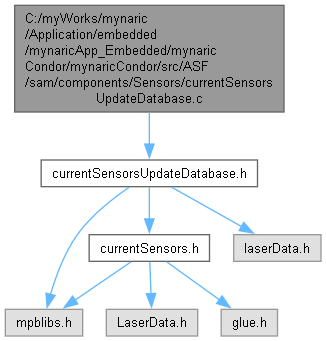 C:/myWorks/mynaric
/Application/embedded
/mynaricApp_Embedded/mynaric
Condor/mynaricCondor/src/ASF
/sam/components/Sensors/currentSensors
UpdateDatabase.c
currentSensorsUpdateDatabase.h
currentSensors.h
laserData.h
mpblibs.h
LaserData.h
glue.h